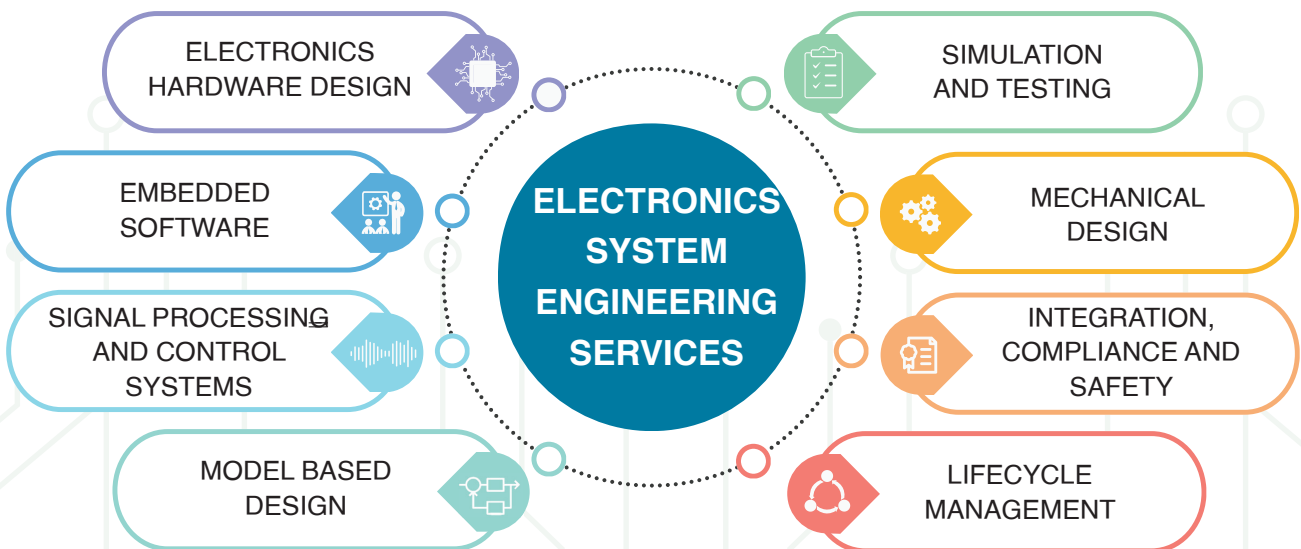 ELECTRONICS
HARDWARE DESIGN
EMBEDDED
SOFTWARE
SIGNAL PROCESSING
AND CONTROL
SYSTEMS
MODEL BASED
DESIGN
ELECTRONICS
SYSTEM
ENGINEERING
SERVICES
SIMULATION
AND TESTING
MECHANICAL
DESIGN
INTEGRATION,
COMPLIANCE AND
SAFETY
LIFECYCLE
MANAGEMENT